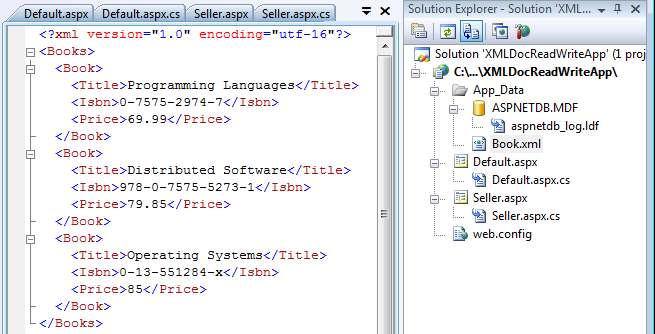 Default.aspx Default.aspx.cs Seller.aspx Seller.aspx.cs
<?xml version="1.0" encoding="utf-16"?>
<Books>
<Book>
<Title>Programming Languages</Title>
<Isbn>0-7575-2974-7</Isbn>
<Price>69.99</Price>
</Book>
<Book>
<Title>Distributed Software</Title>
<Isbn>978-0-7575-5273-1</Isbn>
<Price>79.85</Price>
</Book>
<Book>
<Title>Operating Systems</Title>
<Isbn>0-13-551284-x</Isbn>
<Price>85</Price>
</Book>
</Books>
Solution Explorer - Solution 'XML...
Solution 'XMLDocReadWriteApp' (1 proj
C:\...\XMLDocReadWriteApp\
App_Data
ASPNETDB.MDF
aspnetdb_log.ldf
Book.xml
Default.aspx
Default.aspx.cs
Seller.aspx
Seller.aspx.cs
web.config